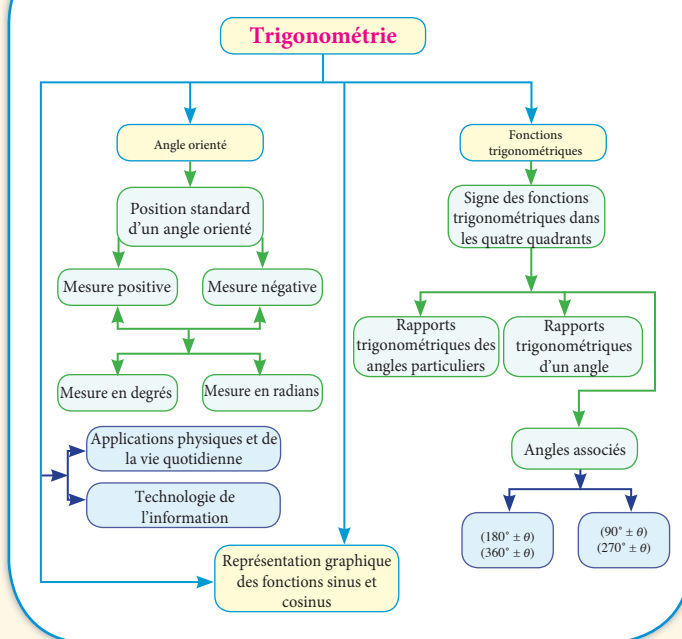 Trigonométrie
Angle orienté
Fonctions
trigonométriques
Position standard
d'un angle orienté
Signe des fonctions
trigonométriques dans
les quatre quadrants
Mesure positive
Mesure négative
Rapports
trigonométriques des
angles particuliers
Rapports
trigonométriques
d'un angle
Mesure en degrés
Mesure en radians
Applications physiques et de
la vie quotidienne
Angles associés
Technologie de
l'information
(180° ± θ)
(360° ± θ)
(90° ± θ)
(270° ± θ)
Représentation graphique
des fonctions sinus et
cosinus